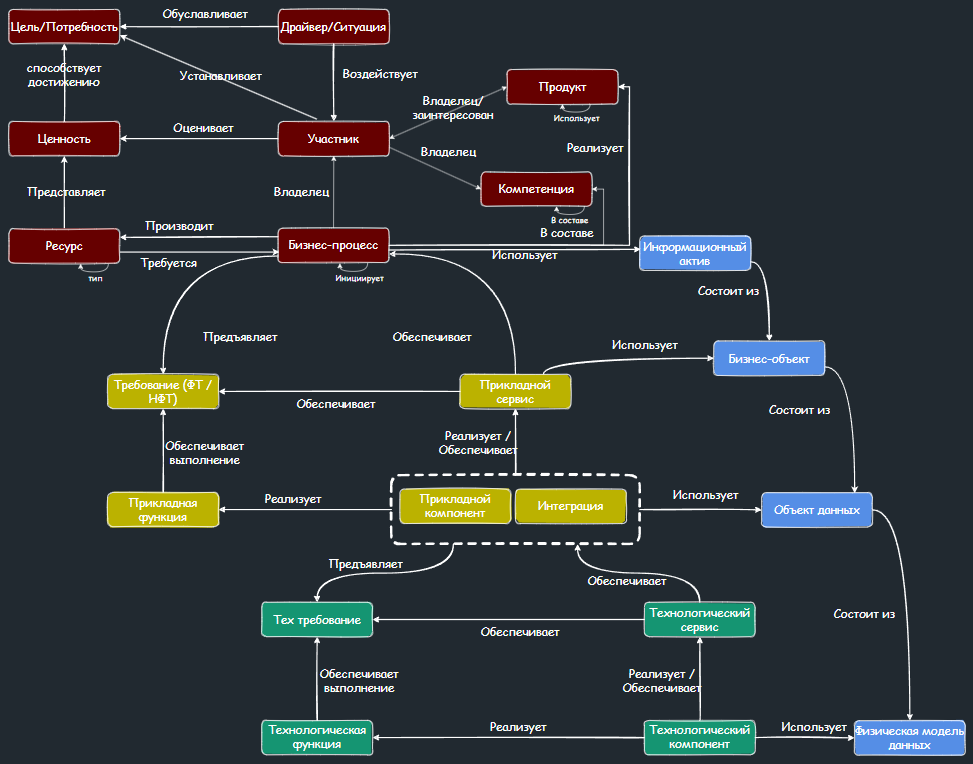 Обуславливает
Цель/Потребность
Драйвер/Ситуация
способствует
достижению
Устанавливает
Воздействует
Продукт
Владелец/
заинтересован
Использует
Ценность
Оценивает
Участник
Реализует
Владелец
Компетенция
Представляет
Владелец
В составе
В составе
Производит
Ресурс
Бизнес-процесс
Использует
Информационный
актив
Требуется
тип
Инициирует
Состоит из
Предъявляет
Обеспечивает
Использует
Бизнес-объект
Требование (ФТ /
НФТ)
Прикладной
сервис
Обеспечивает
Состоит из
Обеспечивает
выполнение
Реализует /
Обеспечивает
Прикладная
функция
Реализует
Прикладной
компонент
Интеграция
Использует
Объект данных
Предъявляет
Обеспечивает
Тех требование
Технологический
сервис
Обеспечивает
Состоит из
Обеспечивает
выполнение
Реализует /
Обеспечивает
Технологическая
функция
Реализует
Технологический
компонент
Использует
Физическая модель
данных